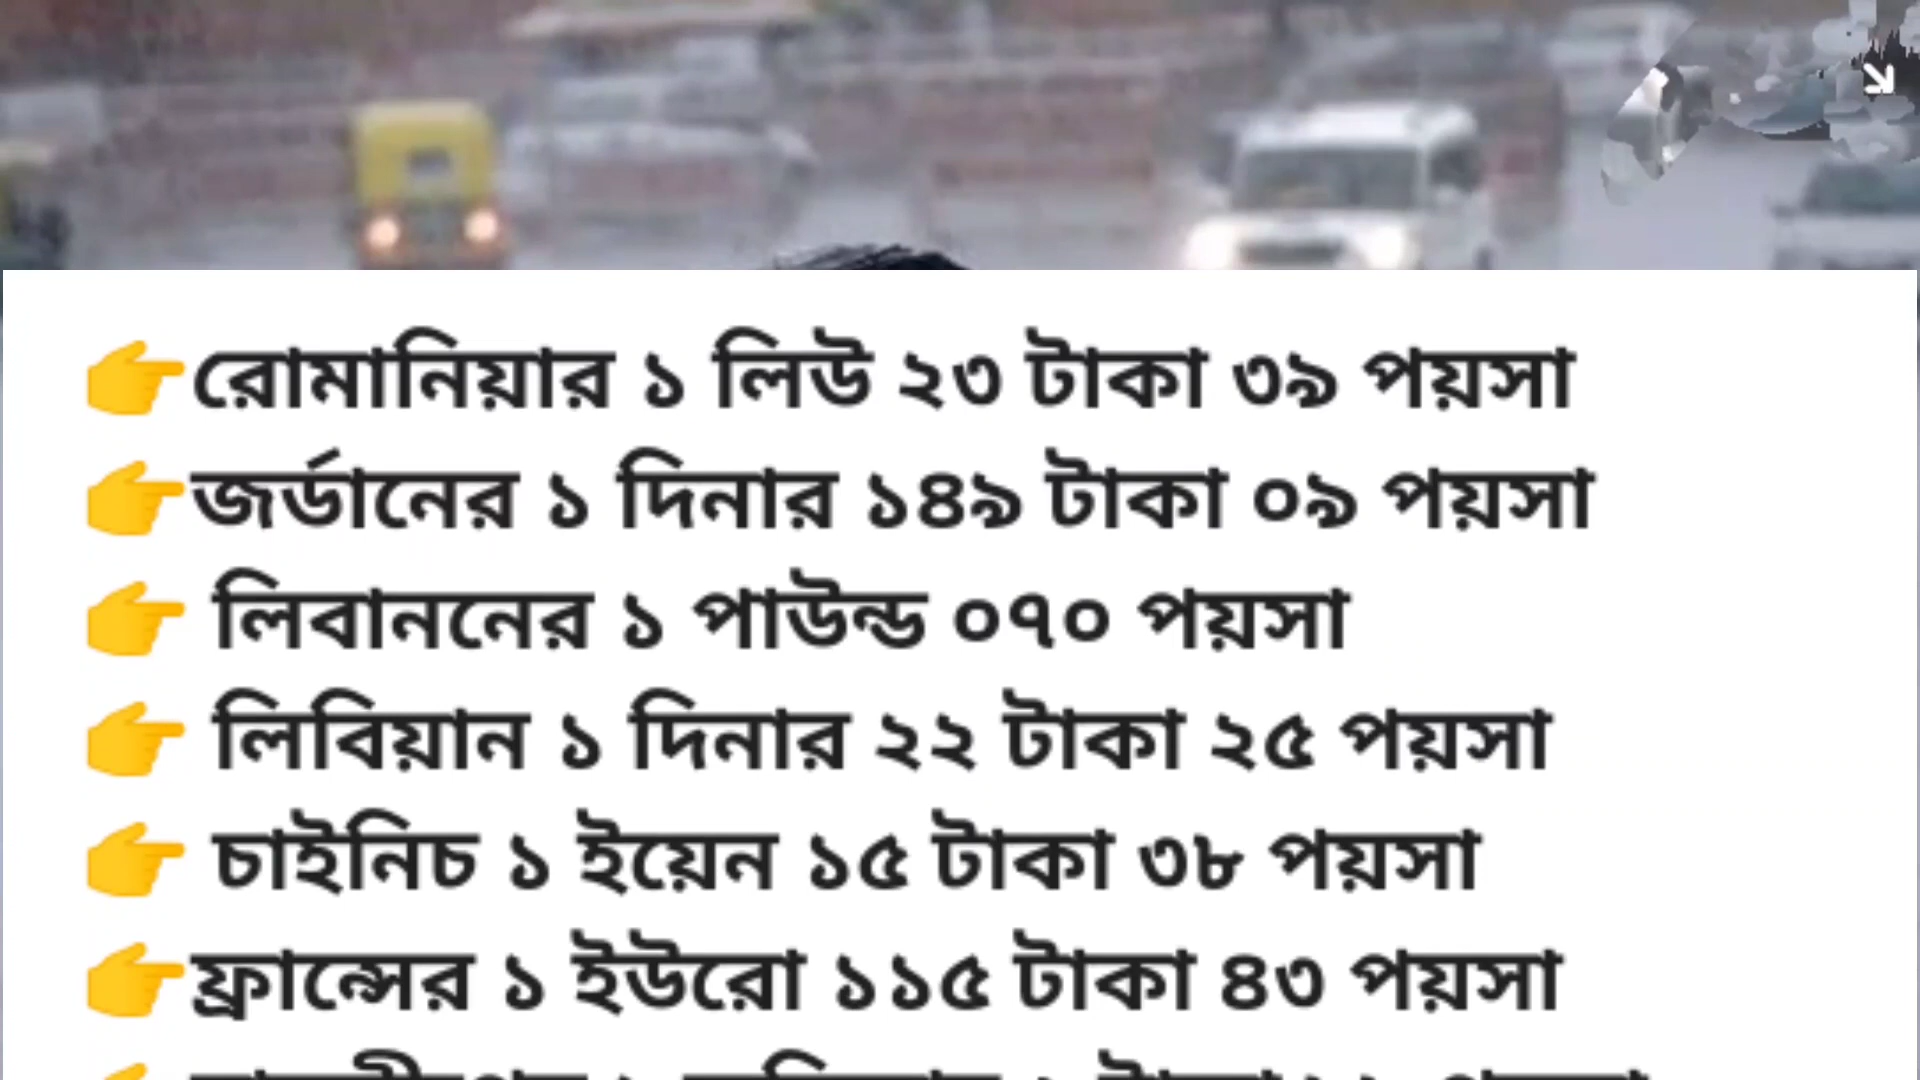 👉রোমানিয়ার ১ লিউ ২৩ টাকা ৩৯ পয়সা
👉জর্ডানের ১ দিনার ১৪৯ টাকা ০৯ পয়সা
👉 লিবাননের ১ পাউন্ড ০৭০ পয়সা
👉 লিবিয়ান ১ দিনার ২২ টাকা ২৫ পয়সা
👉 চাইনিচ ১ ইয়েন ১৫ টাকা ৩৮ পয়সা
👉ফ্রান্সের ১ ইউরো ১১৫ টাকা ৪৩ পয়সা